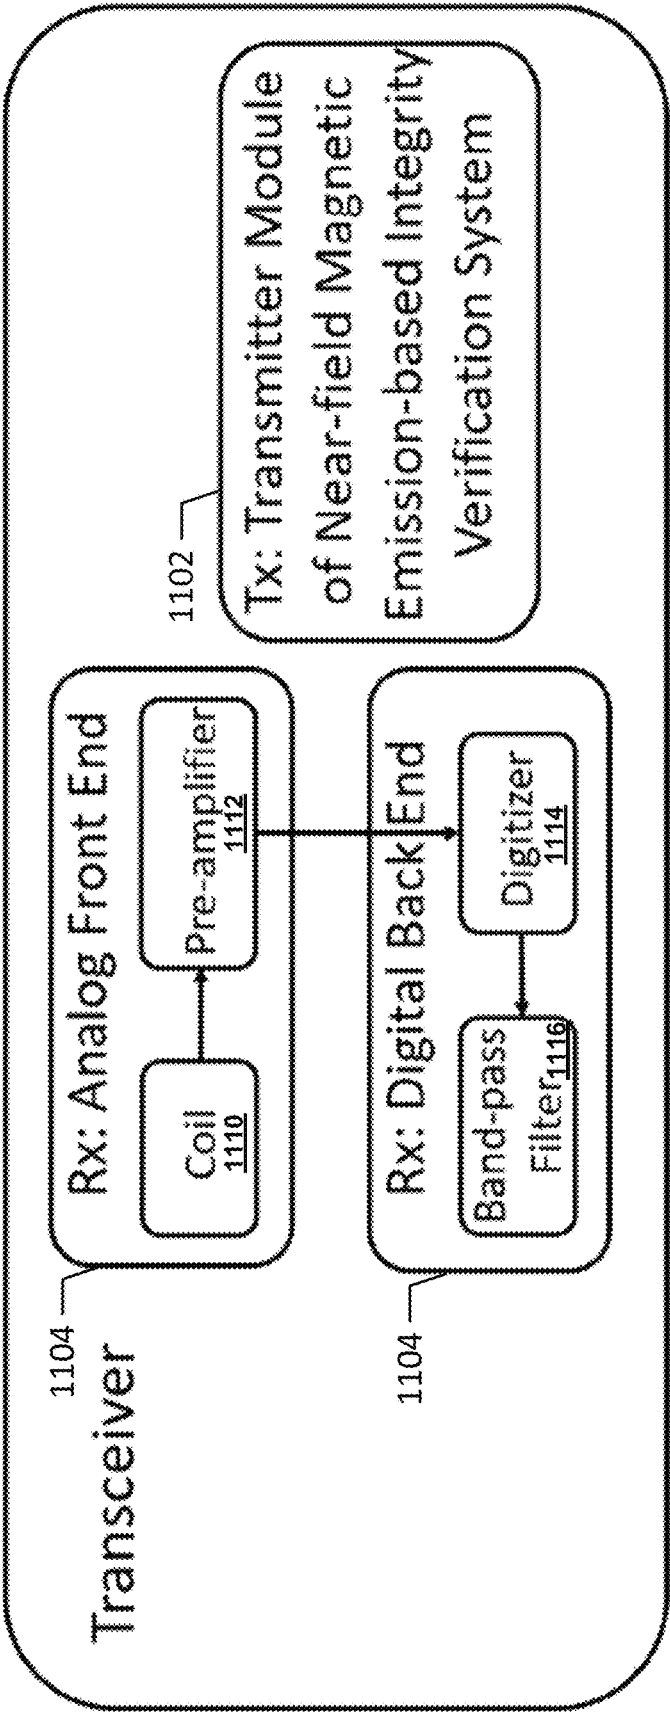 Transceiver
1104
Rx: Analog Front End
Coil
1110
Pre-amplifier
1112
1104
Rx: Digital Back End
Band-pass
Filter
1116
Digitizer
1114
1102
Tx: Transmitter Module
of Near-field Magnetic
Emission-based Integrity
Verification System